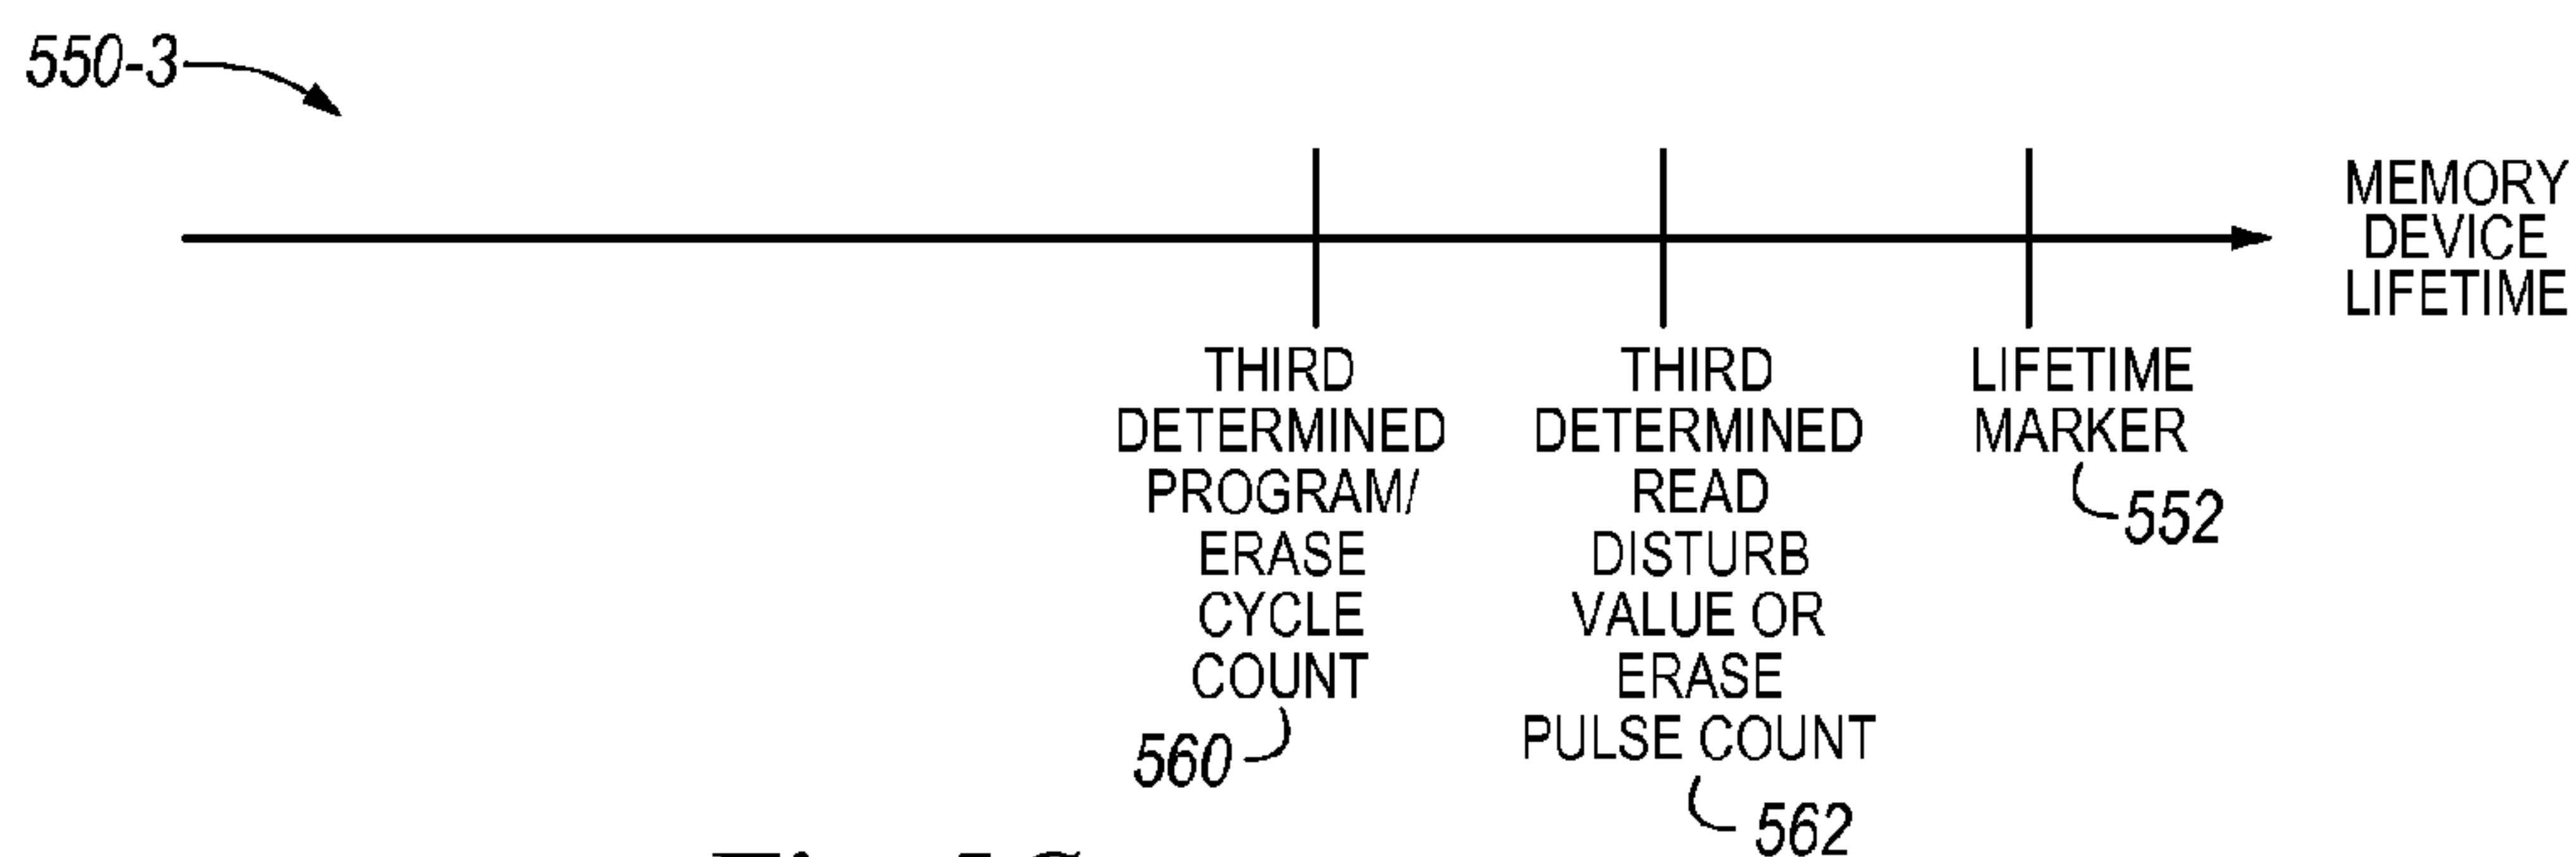 550-3
MEMORY
DEVICE
LIFETIME
THIRD
DETERMINED
PROGRAM/
ERASE
CYCLE
COUNT
560
THIRD
DETERMINED
READ
DISTURB
VALUE OR
ERASE
PULSE COUNT
562
LIFETIME
MARKER
552